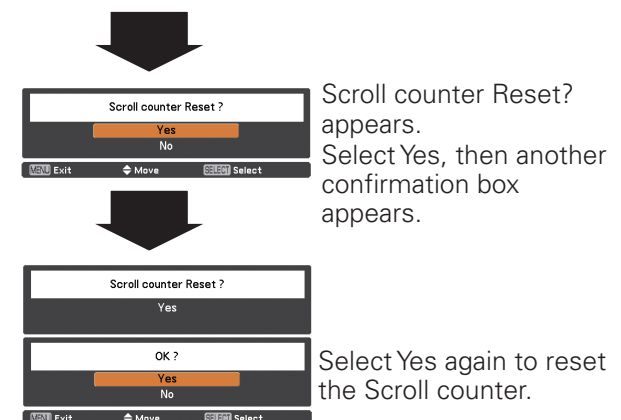 Scroll counter Reset ?
Yes
No
MENU Exit Move SELECT Select
Scroll counter Reset?
appears.
Select Yes, then another
confirmation box
appears.
Scroll counter Reset ?
Yes
OK ?
Yes
No
MENU Exit Move SELECT Select
Select Yes again to reset
the Scroll counter.